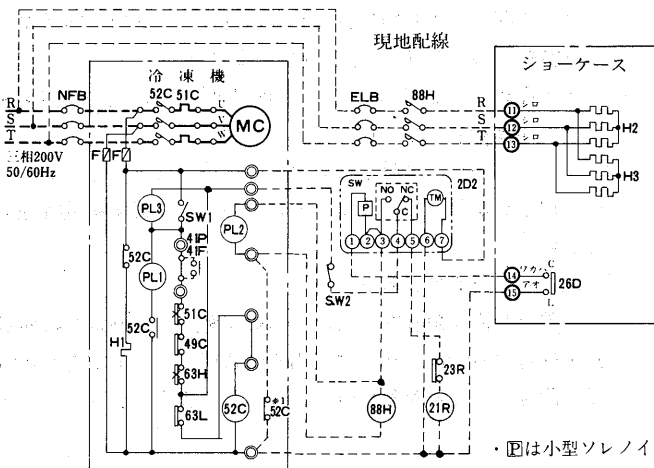 現地配線
冷凍機
ショーケース
NFB
52C
51C
ELB
88H
R
S
T
U
V
W
MC
R
S
T
11
シロ
12
シロ
13
シロ
H2
H3
三相200V
50/60Hz
F
F
PL3
SW1
PL2
41P
41F
52C
PL1
52C
H1
51C
49C
63H
63L
52C
*1
52C
SW
P
NO
NC
C
TM
2D2
1
2
3
4
5
6
7
SW2
14
15
アオ
C
L
26D
23R
88H
21R
・Pは小型ソレノイ